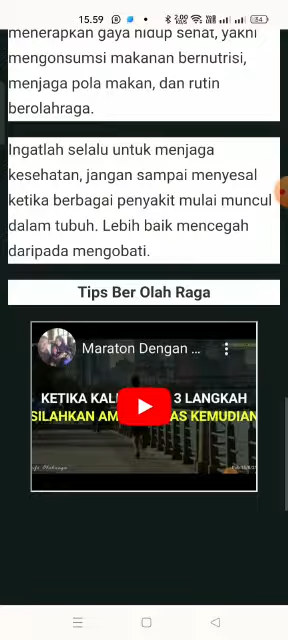 15.59
menerapkan gaya hidup sehat, yakni
mengonsumsi makanan bernutrisi,
menjaga pola makan, dan rutin
berolahraga.
Ingatlah selalu untuk menjaga
kesehatan, jangan sampai menyesal
ketika berbagai penyakit mulai muncul
dalam tubuh. Lebih baik mencegah
daripada mengobati.
Tips Ber Olah Raga
Maraton Dengan ...
KETIKA KALI 3 LANGKAH
SILAHKAN AM AS KEMUDIAN